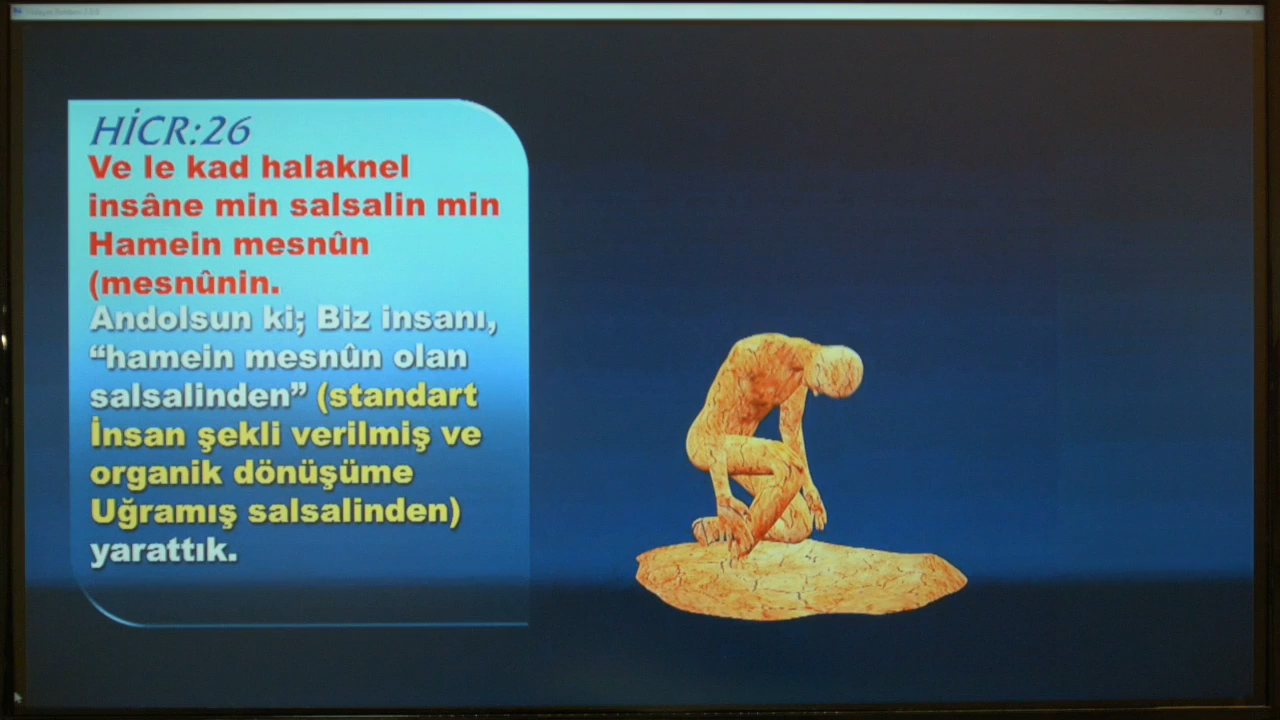 HİCR:26
Ve le kad halaknel
insâne min salsalin min
Hamein mesnûn
(mesnûnin.
Andolsun ki; Biz insanı,
“hamein mesnûn olan
salsalinden” (standart
İnsan şekli verilmiş ve
organik dönüşüme
Uğramış salsalinden)
yarattık.